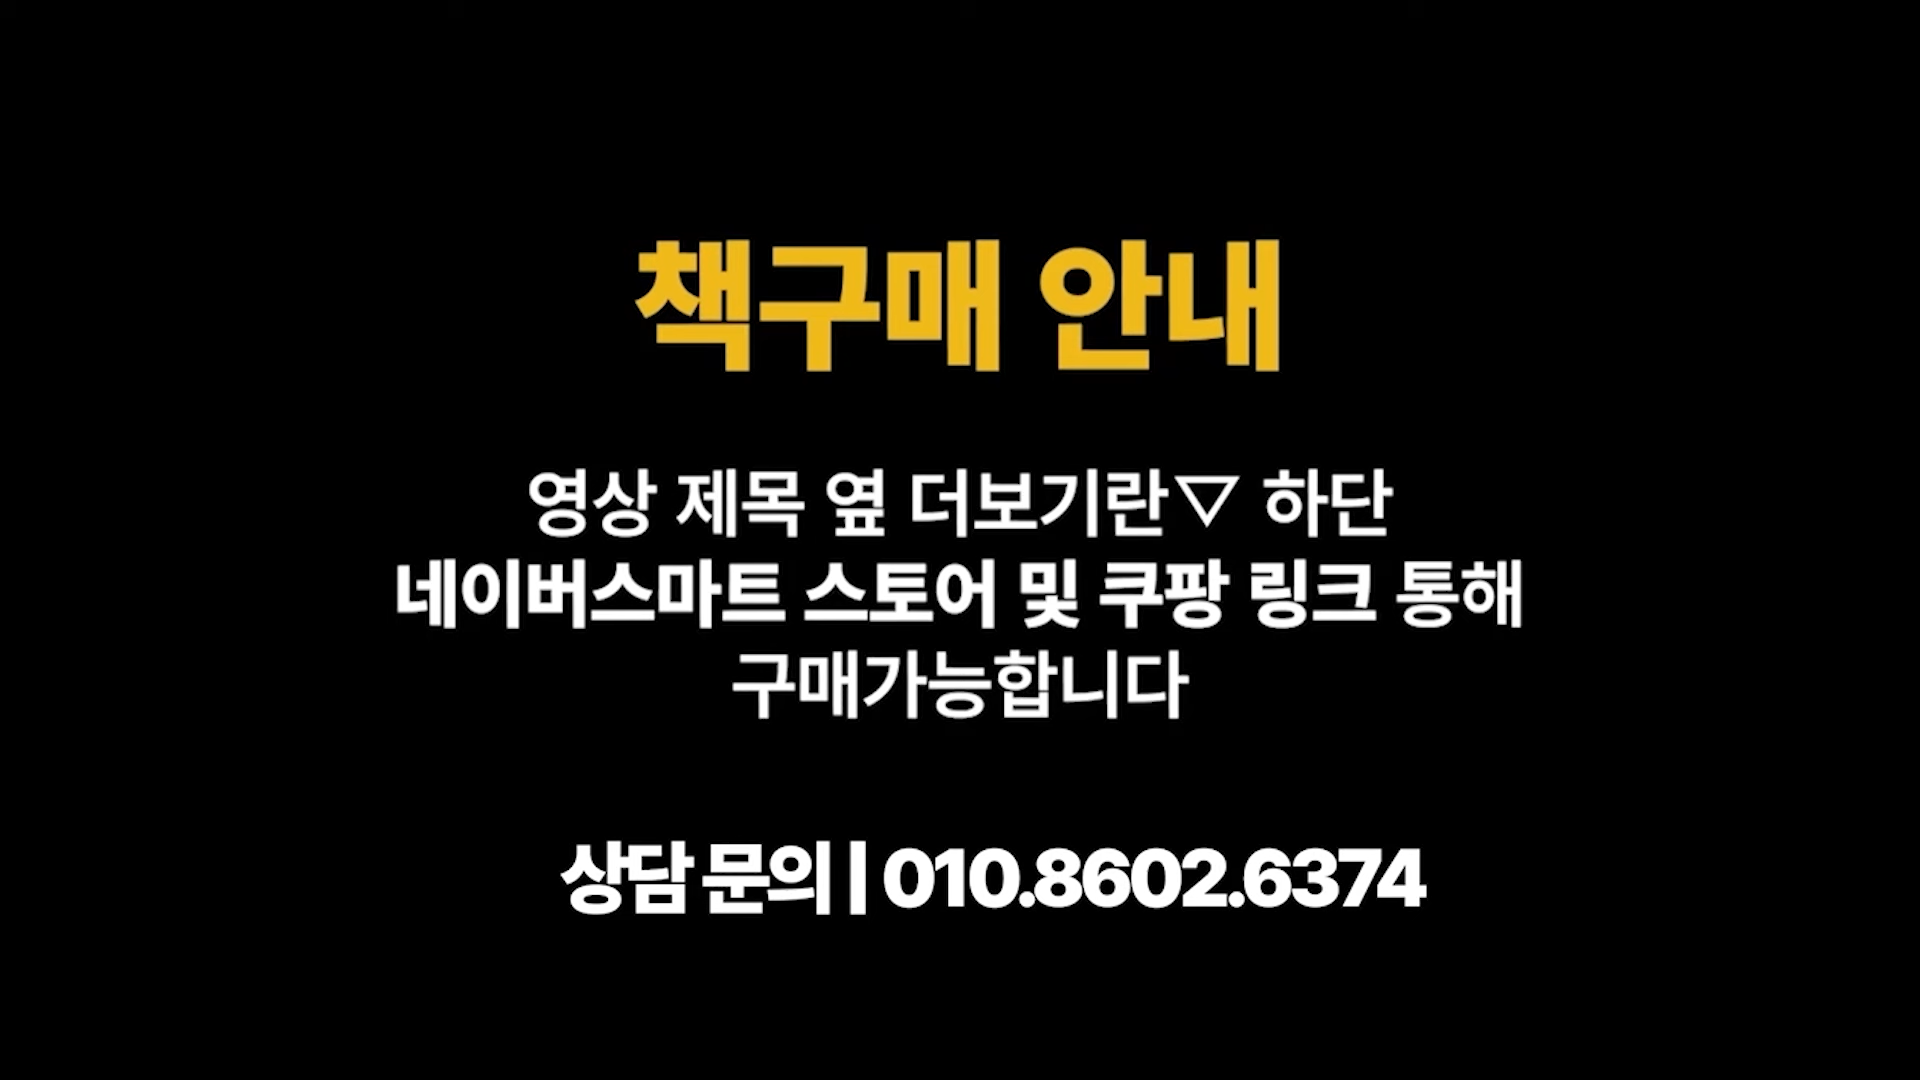 책구매 안내
영상 제목 옆 더보기란▽ 하단
네이버스마트 스토어 및 쿠팡 링크 통해
구매가능합니다
상담 문의 | 010.8602.6374